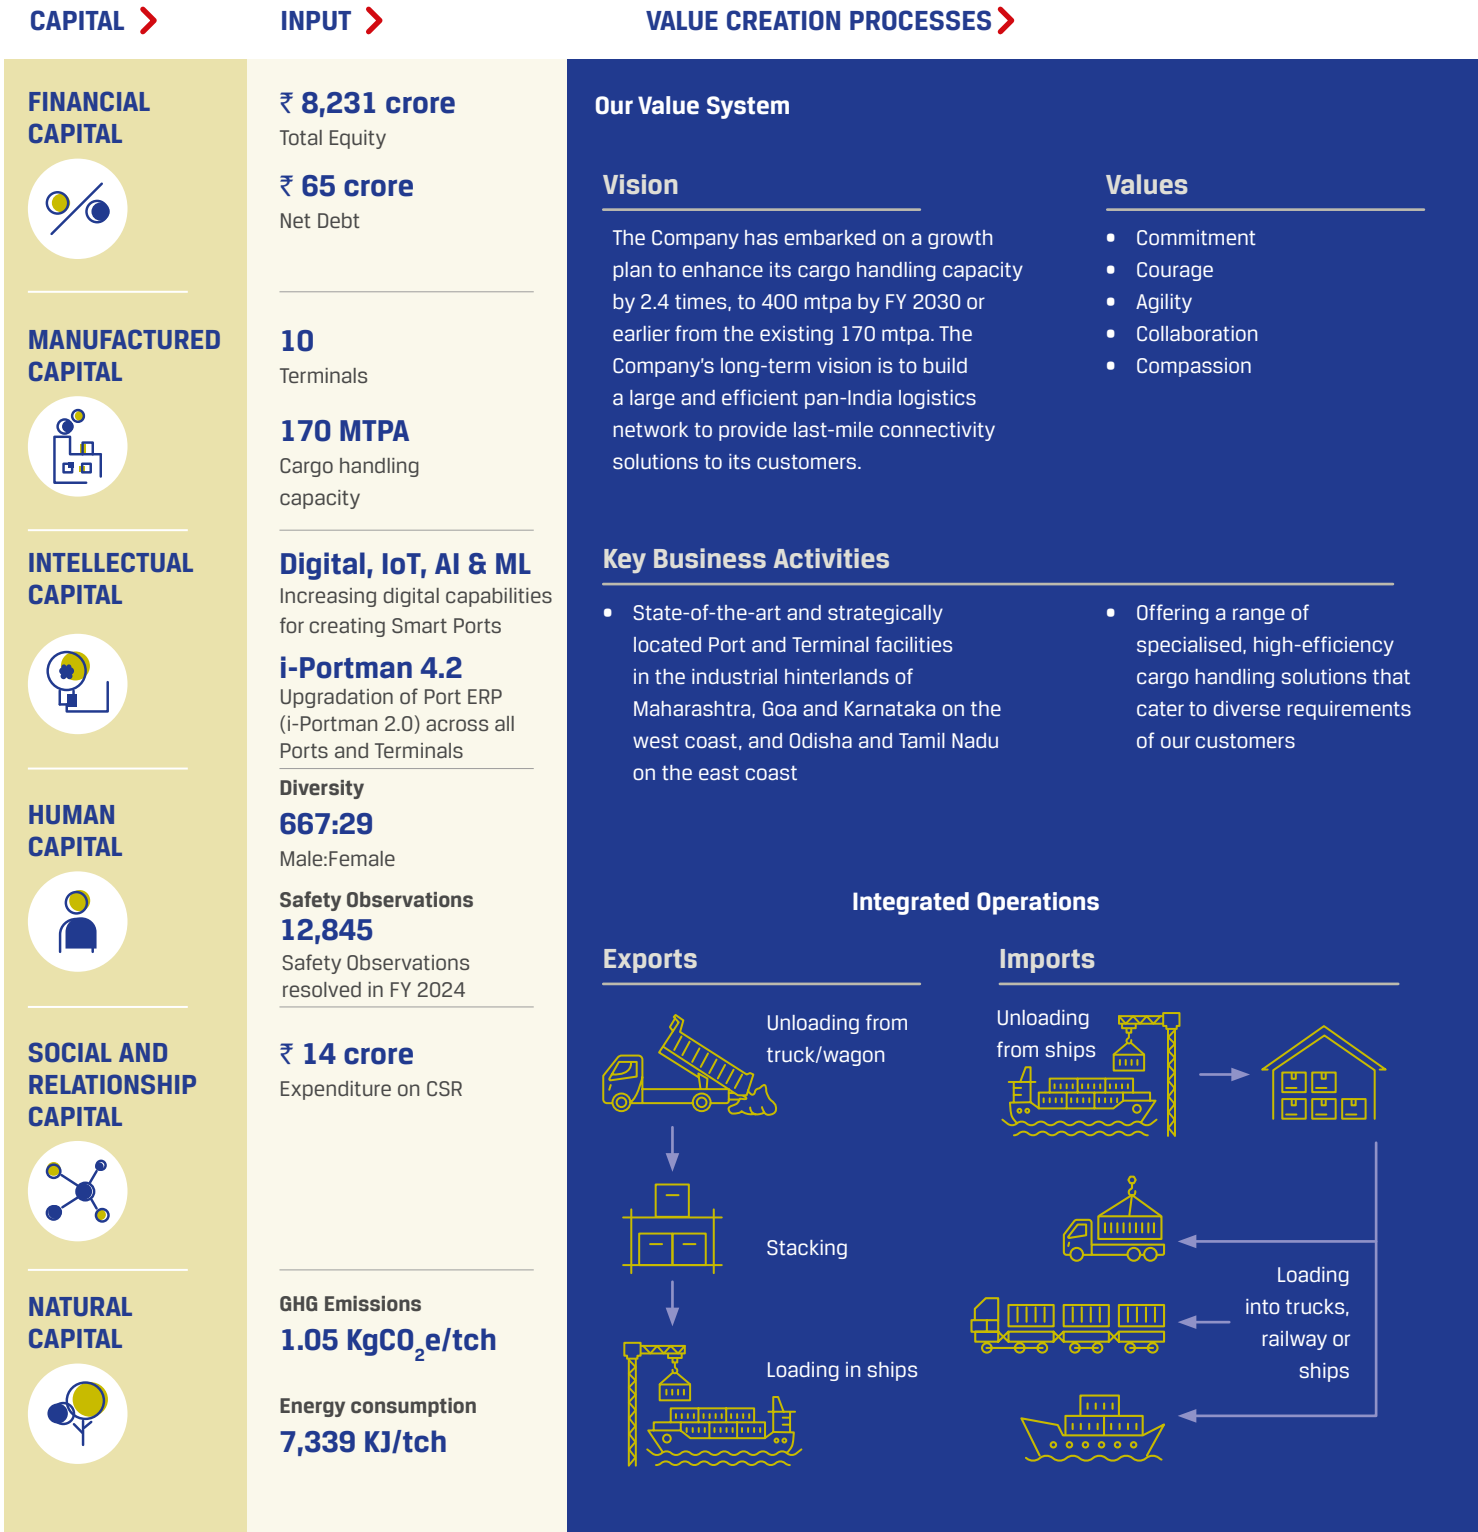 CAPITAL
INPUT
VALUE CREATION PROCESSES
FINANCIAL
CAPITAL
₹ 8,231 crore
Total Equity
₹ 65 crore
Net Debt
MANUFACTURED
CAPITAL
10
Terminals
170 MTPA
Cargo handling
capacity
INTELLECTUAL
CAPITAL
Digital, IoT, AI & ML
Increasing digital capabilities
for creating Smart Ports
i-Portman 4.2
Upgradation of Port ERP
(i-Portman 2.0) across all
Ports and Terminals
HUMAN
CAPITAL
Diversity
667:29
Male:Female
Safety Observations
12,845
Safety Observations
resolved in FY 2024
SOCIAL AND
RELATIONSHIP
CAPITAL
₹ 14 crore
Expenditure on CSR
NATURAL
CAPITAL
GHG Emissions
1.05 KgCO₂e/tch
Energy consumption
7,339 KJ/tch
Our Value System
Vision
The Company has embarked on a growth
plan to enhance its cargo handling capacity
by 2.4 times, to 400 mtpa by FY 2030 or
earlier from the existing 170 mtpa. The
Company's long-term vision is to build
a large and efficient pan-India logistics
network to provide last-mile connectivity
solutions to its customers.
Values
• Commitment
• Courage
• Agility
• Collaboration
• Compassion
Key Business Activities
• State-of-the-art and strategically
located Port and Terminal facilities
in the industrial hinterlands of
Maharashtra, Goa and Karnataka on the
west coast, and Odisha and Tamil Nadu
on the east coast
• Offering a range of
specialised, high-efficiency
cargo handling solutions that
cater to diverse requirements
of our customers
Integrated Operations
Exports
Unloading from
truck/wagon
Stacking
Loading in ships
Imports
Unloading
from ships
Loading
into trucks,
railway or
ships